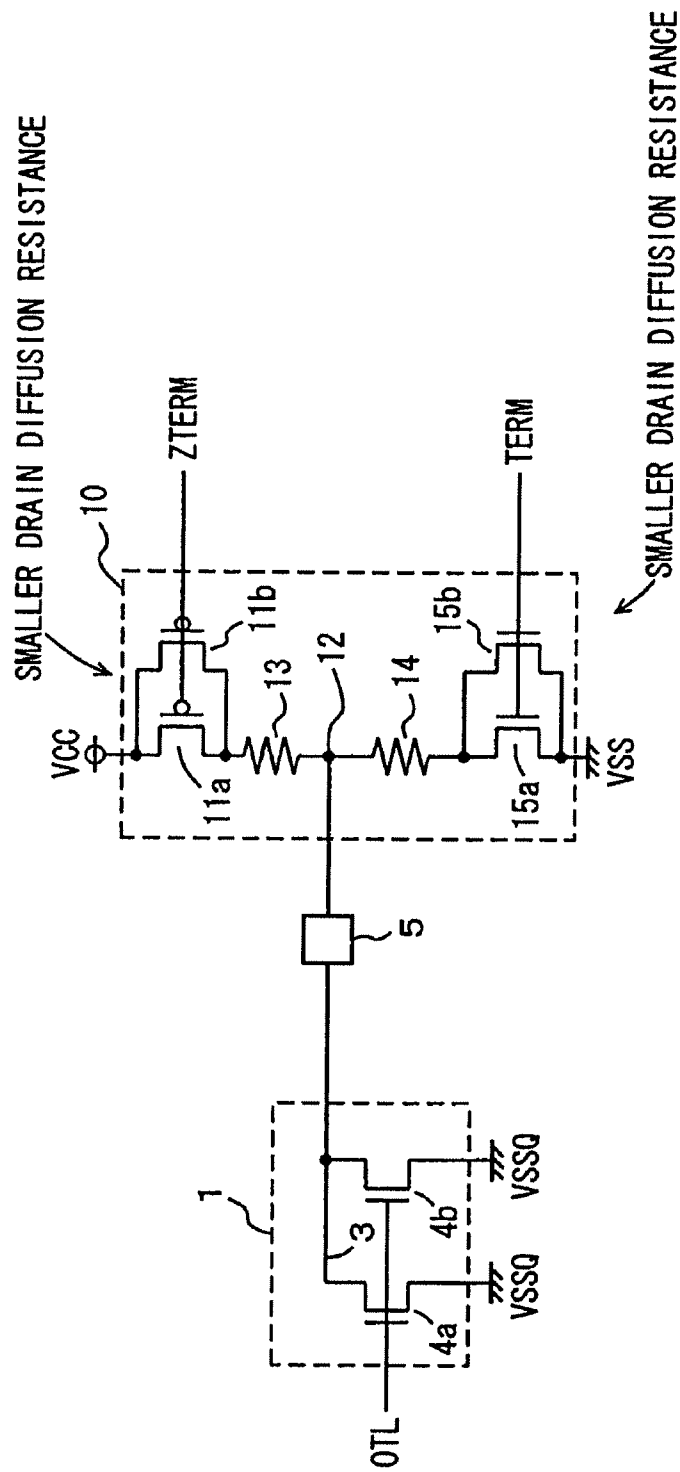 SMALLER DRAIN DIFFUSION RESISTANCE
10
VCC
ZTERM
11a
11b
13
12
14
15b
15a
TERM
VSS
SMALLER DRAIN DIFFUSION RESISTANCE
5
1
3
4a
4b
OTL
VSSQ
VSSQ